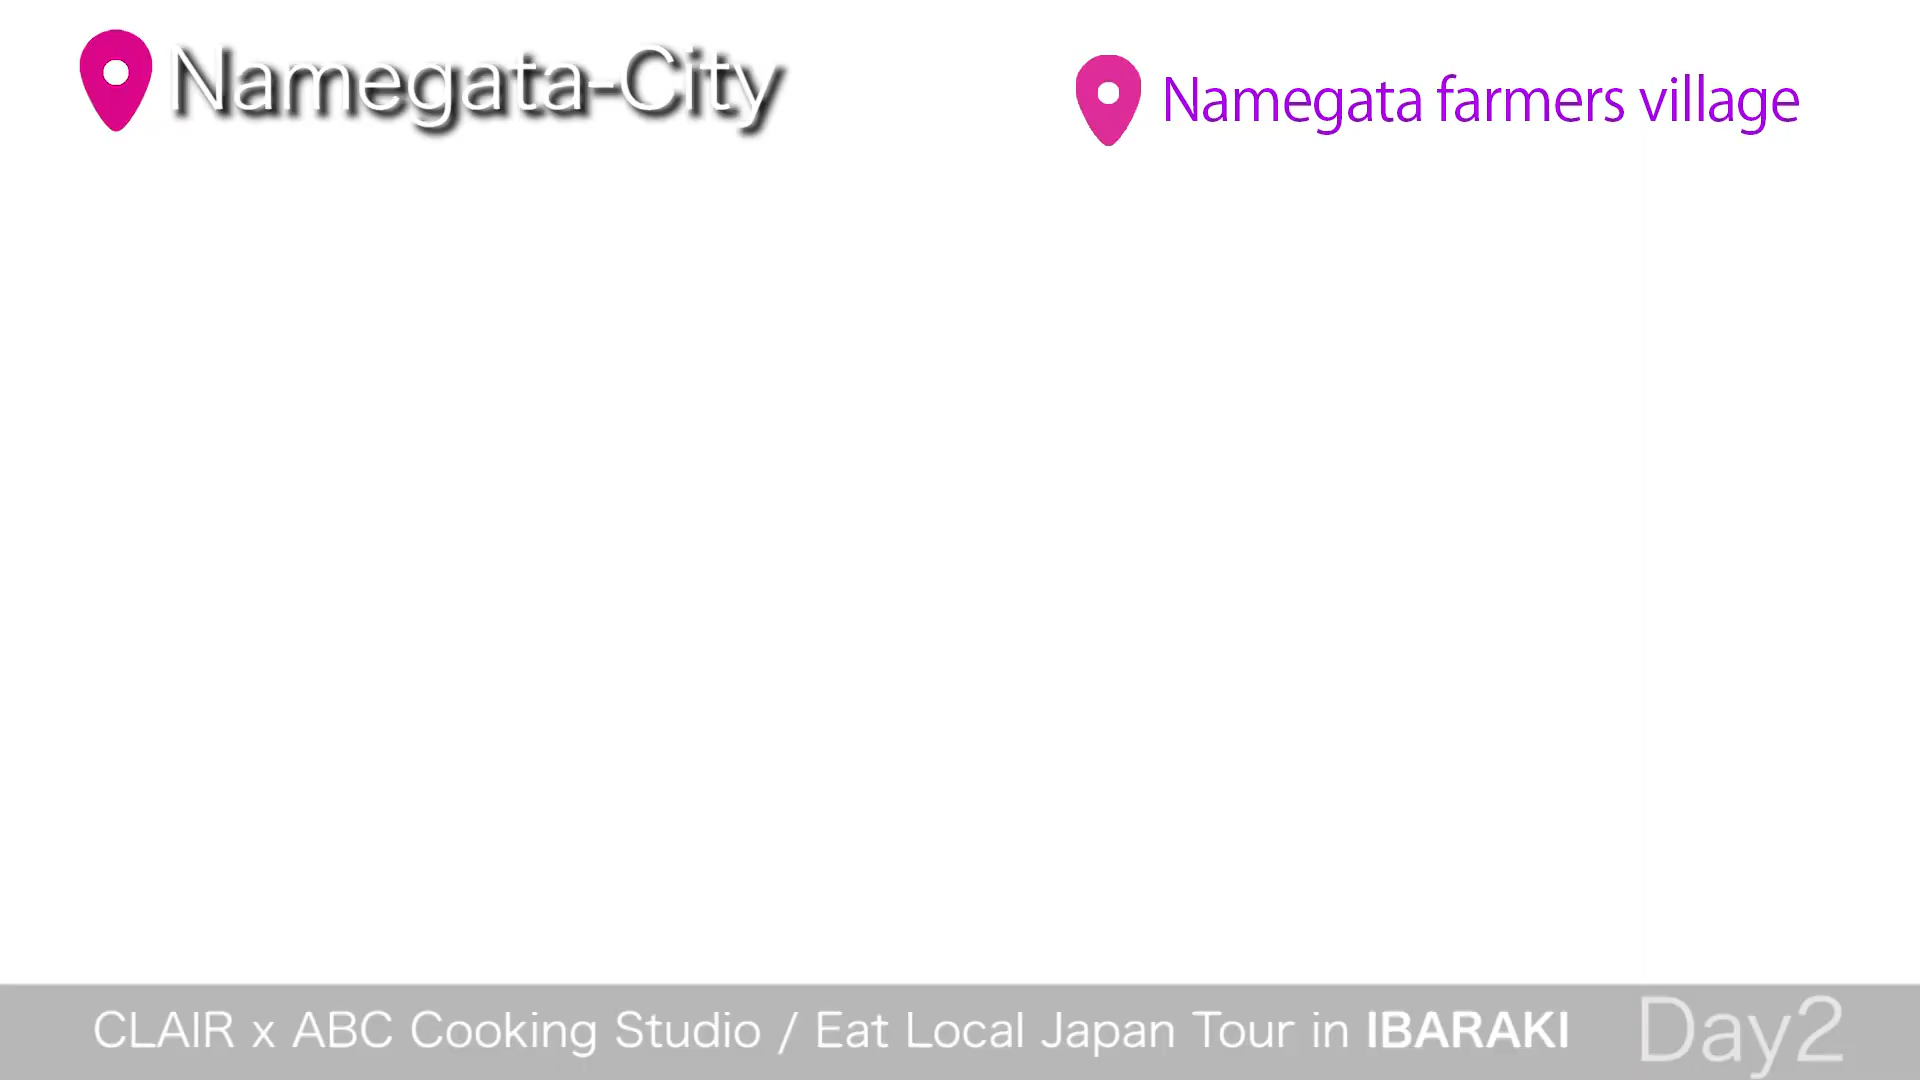 Namegata-City
Namegata farmers village
CLAIR x ABC Cooking Studio / Eat Local Japan Tour in IBARAKI
Day2